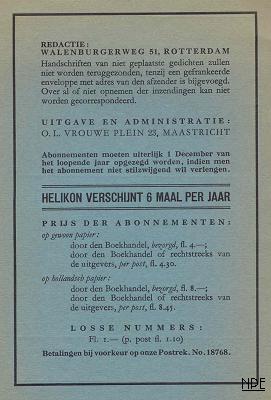 REDACTIE:
WALENBURGERWEG 51, ROTTERDAM
Handschriften van niet geplaatste gedichten zullen
niet worden teruggezonden, tenzij een gefrankeerde
enveloppe met adres van den afzender is bijgevoegd.
Over al of niet opnemen der inzendingen kan niet
worden gecorrespondeerd.
UITGAVE EN ADMINISTRATIE:
O. L. VROUWE PLEIN 23, MAASTRICHT
Abonnementen moeten uiterlijk 1 December van
het loopende jaar opgezegd worden, indien men
het abonnement niet stilzwijgend wil verlengen.
HELIKON VERSCHIJNT 6 MAAL PER JAAR
PRIJS DER ABONNEMENTEN:
op gewoon papier:
door den Boekhandel, bezorgd, fl. 4.—;
door den Boekhandel of rechtstreeks van
de uitgevers, per post, fl. 4.30.
op hollandsch papier:
door den Boekhandel, bezorgd, fl. 8.—;
door den Boekhandel of rechtstreeks van
de uitgevers, per post, fl. 8.45.
LOSSE NUMMERS:
Fl. 1.— (p. post fl. 1.10)
Betalingen bij voorkeur op onze Postrek. No. 18768.
NPE